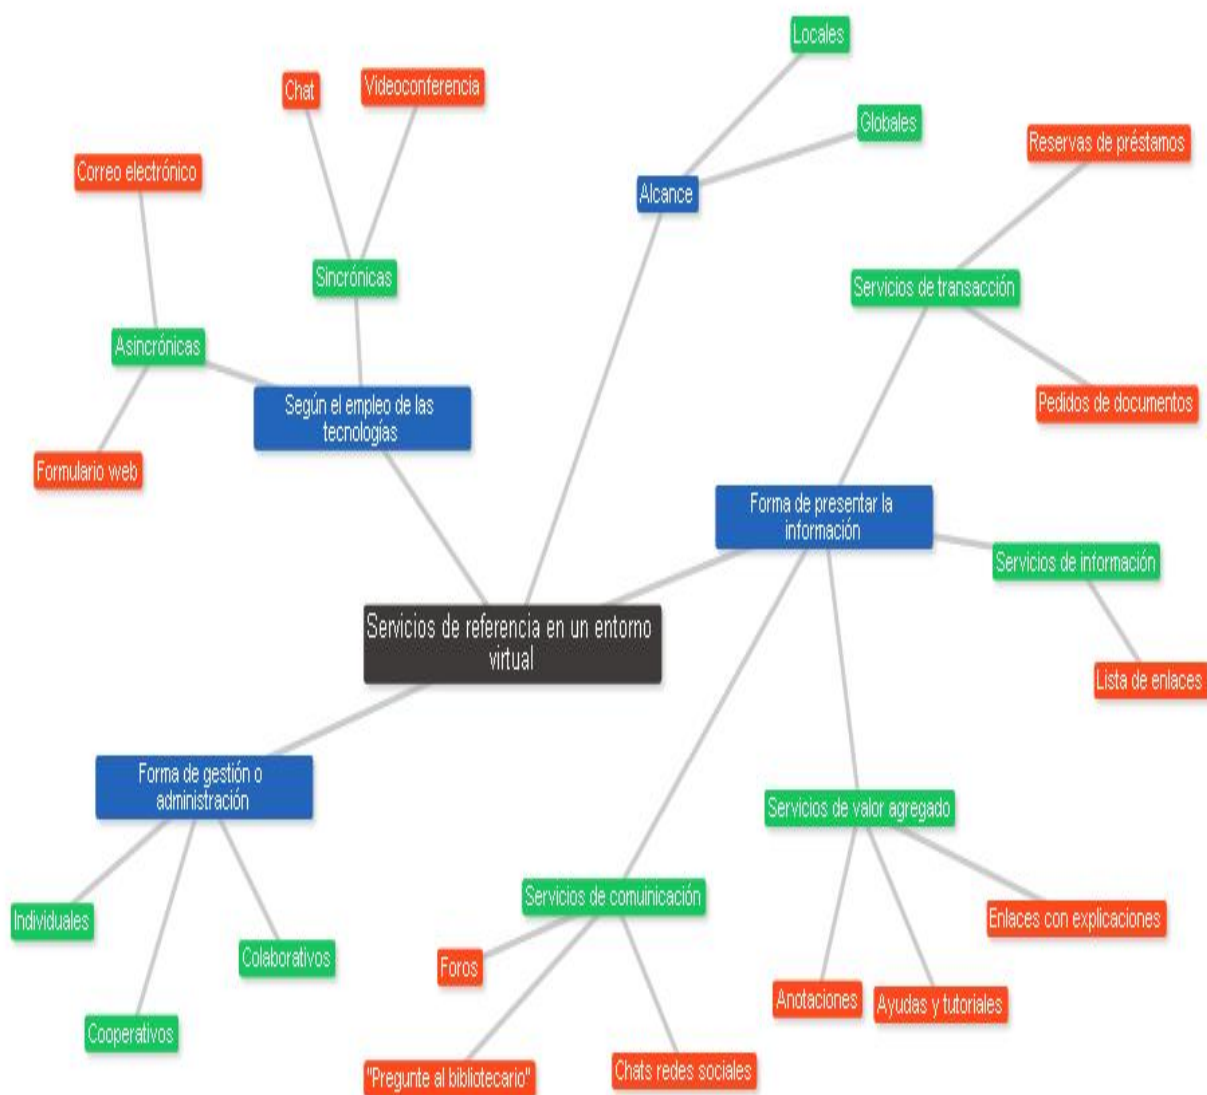 Locales
Chat
Videoconferencia
Globales
Reservas de préstamos
Correo electrónico
Alcance
Sincrónicas
Servicios de transacción
Asincrónicas
Según el empleo de las
tecnologías
Pedidos de documentos
Formulario web
Forma de presentar la
información
Servicios de información
Servicios de referencia en un entorno
virtual
Lista de enlaces
Forma de gestión o
administración
Servicios de valor agregado
Servicios de comuinicación
Individuales
Enlaces con explicaciones
Colaborativos
Foros
Anotaciones
Ayudas y tutoriales
Cooperativos
"Pregunte al bibliotecario"
Chats redes sociales